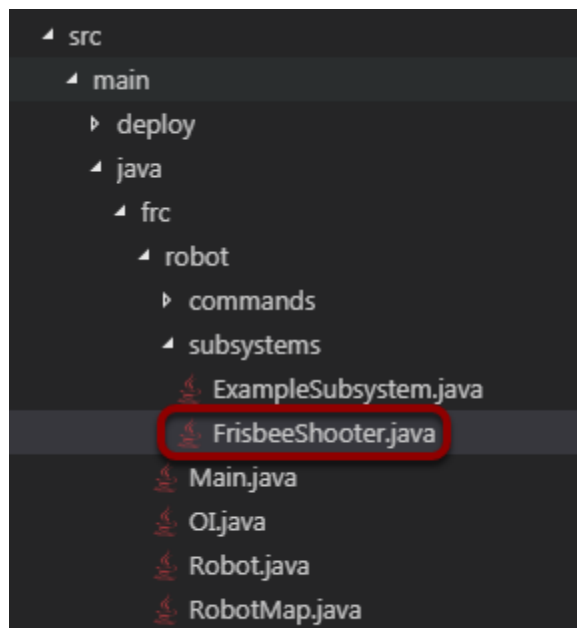 src
main
deploy
java
frc
robot
commands
subsystems
ExampleSubsystem.java
FrisbeeShooter.java
Main.java
OI.java
Robot.java
RobotMap.java